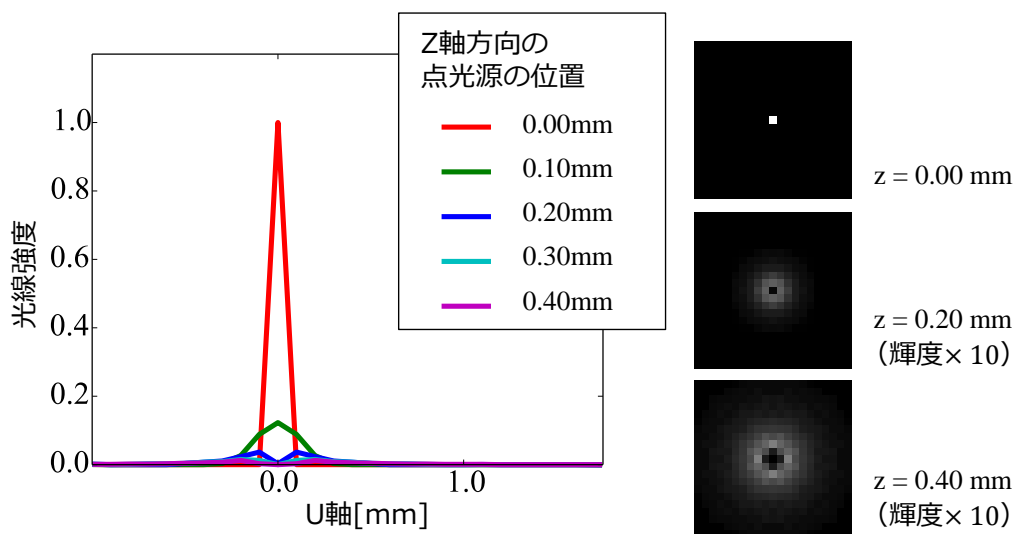 Z軸方向の
点光源の位置
0.00mm
0.10mm
0.20mm
0.30mm
0.40mm
1.0
0.8
0.6
0.4
0.2
0.0
光線強度
0.0
1.0
U軸[mm]
z = 0.00 mm
z = 0.20 mm
（輝度× 10）
z = 0.40 mm
（輝度× 10）